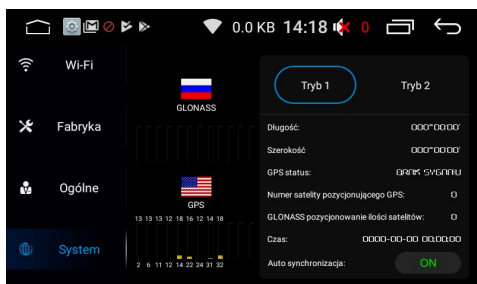 0.0 KB 14:18 0
Wi-Fi
Fabryka
Ogólne
System
GLONASS
GPS
13 13 13 12 18 16 12 14 18
2 6 11 12 14 22 24 31 32
Tryb 1 Tryb 2
Długość: 000°00'00'
Szerokość 000°00'00'
GPS status: BRAK SYGNAŁU
Numer satelity pozycjonującego GPS: 0
GLONASS pozycjonowanie ilości satelitów: 0
Czas: 0000-00-00 00:00:00
Auto synchronizacja: ON